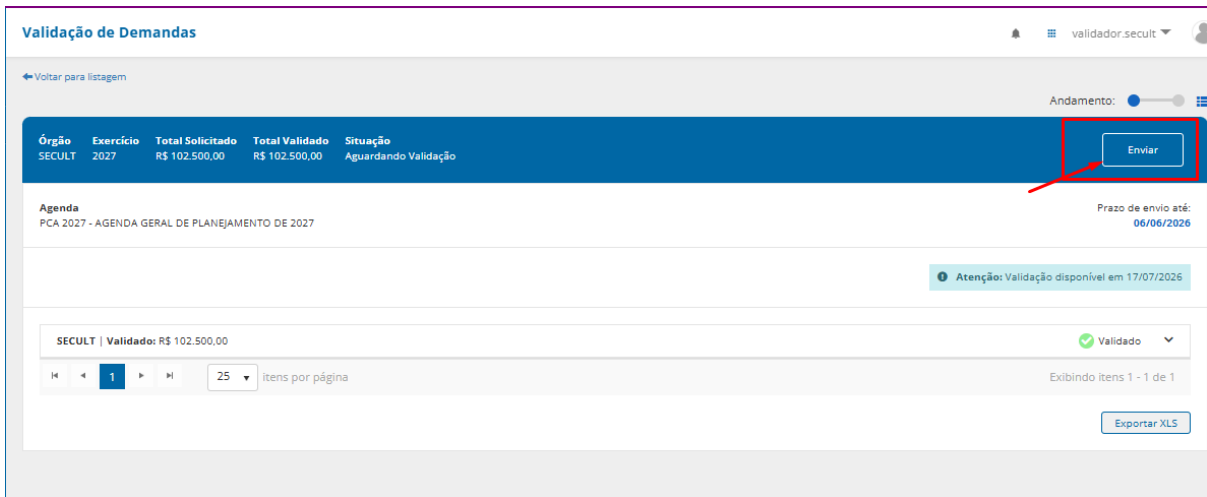 Validação de Demandas
validador.secult
Voltar para listagem
Andamento:
Órgão Exercício Total Solicitado Total Validado Situação
SECULT 2027 R$ 102.500,00 R$ 102.500,00 Aguardando Validação
Enviar
Agenda
PCA 2027 - AGENDA GERAL DE PLANEJAMENTO DE 2027
Prazo de envio até:
06/06/2026
Atenção: Validação disponível em 17/07/2026
SECULT | Validado: R$ 102.500,00
Validado
1
25
itens por página
Exibindo itens 1 - 1 de 1
Exportar XLS